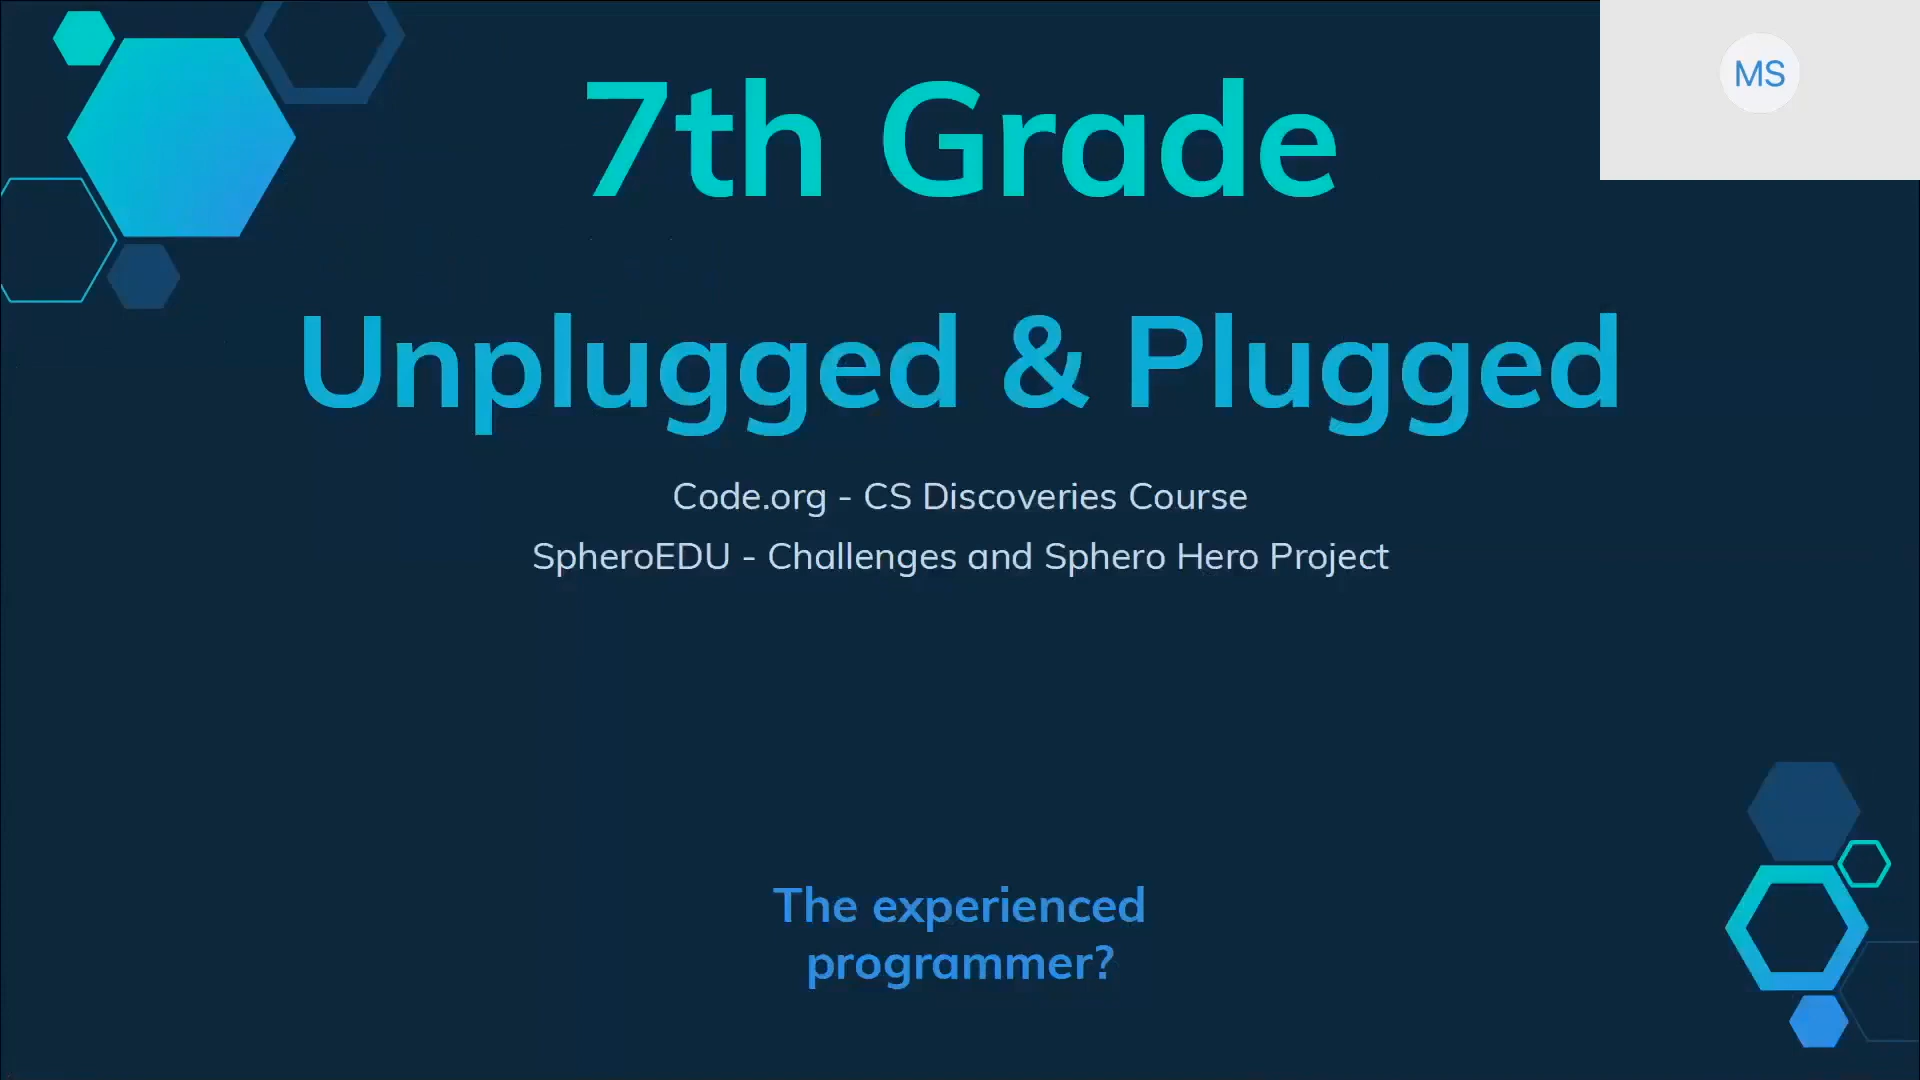 7th Grade
MS
Unplugged & Plugged
Code.org - CS Discoveries Course
SpheroEDU - Challenges and Sphero Hero Project
The experienced
programmer?